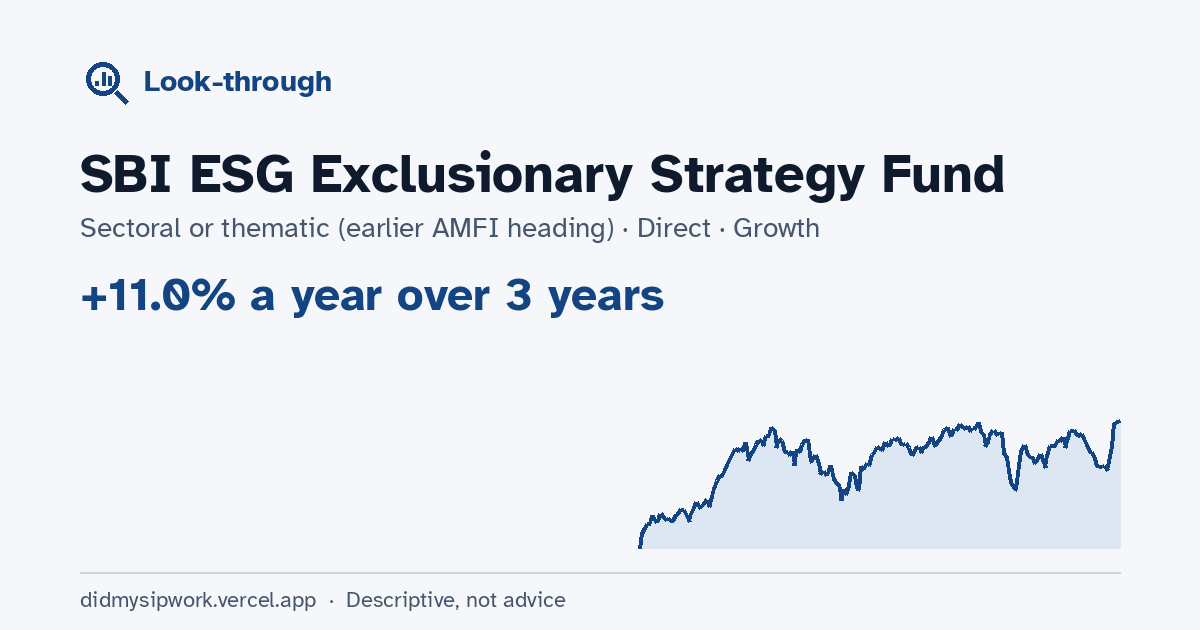 Look-through
SBI ESG Exclusionary Strategy Fund
Sectoral or thematic (earlier AMFI heading) · Direct · Growth
+11.0% a year over 3 years
didmysipwork.vercel.app · Descriptive, not advice